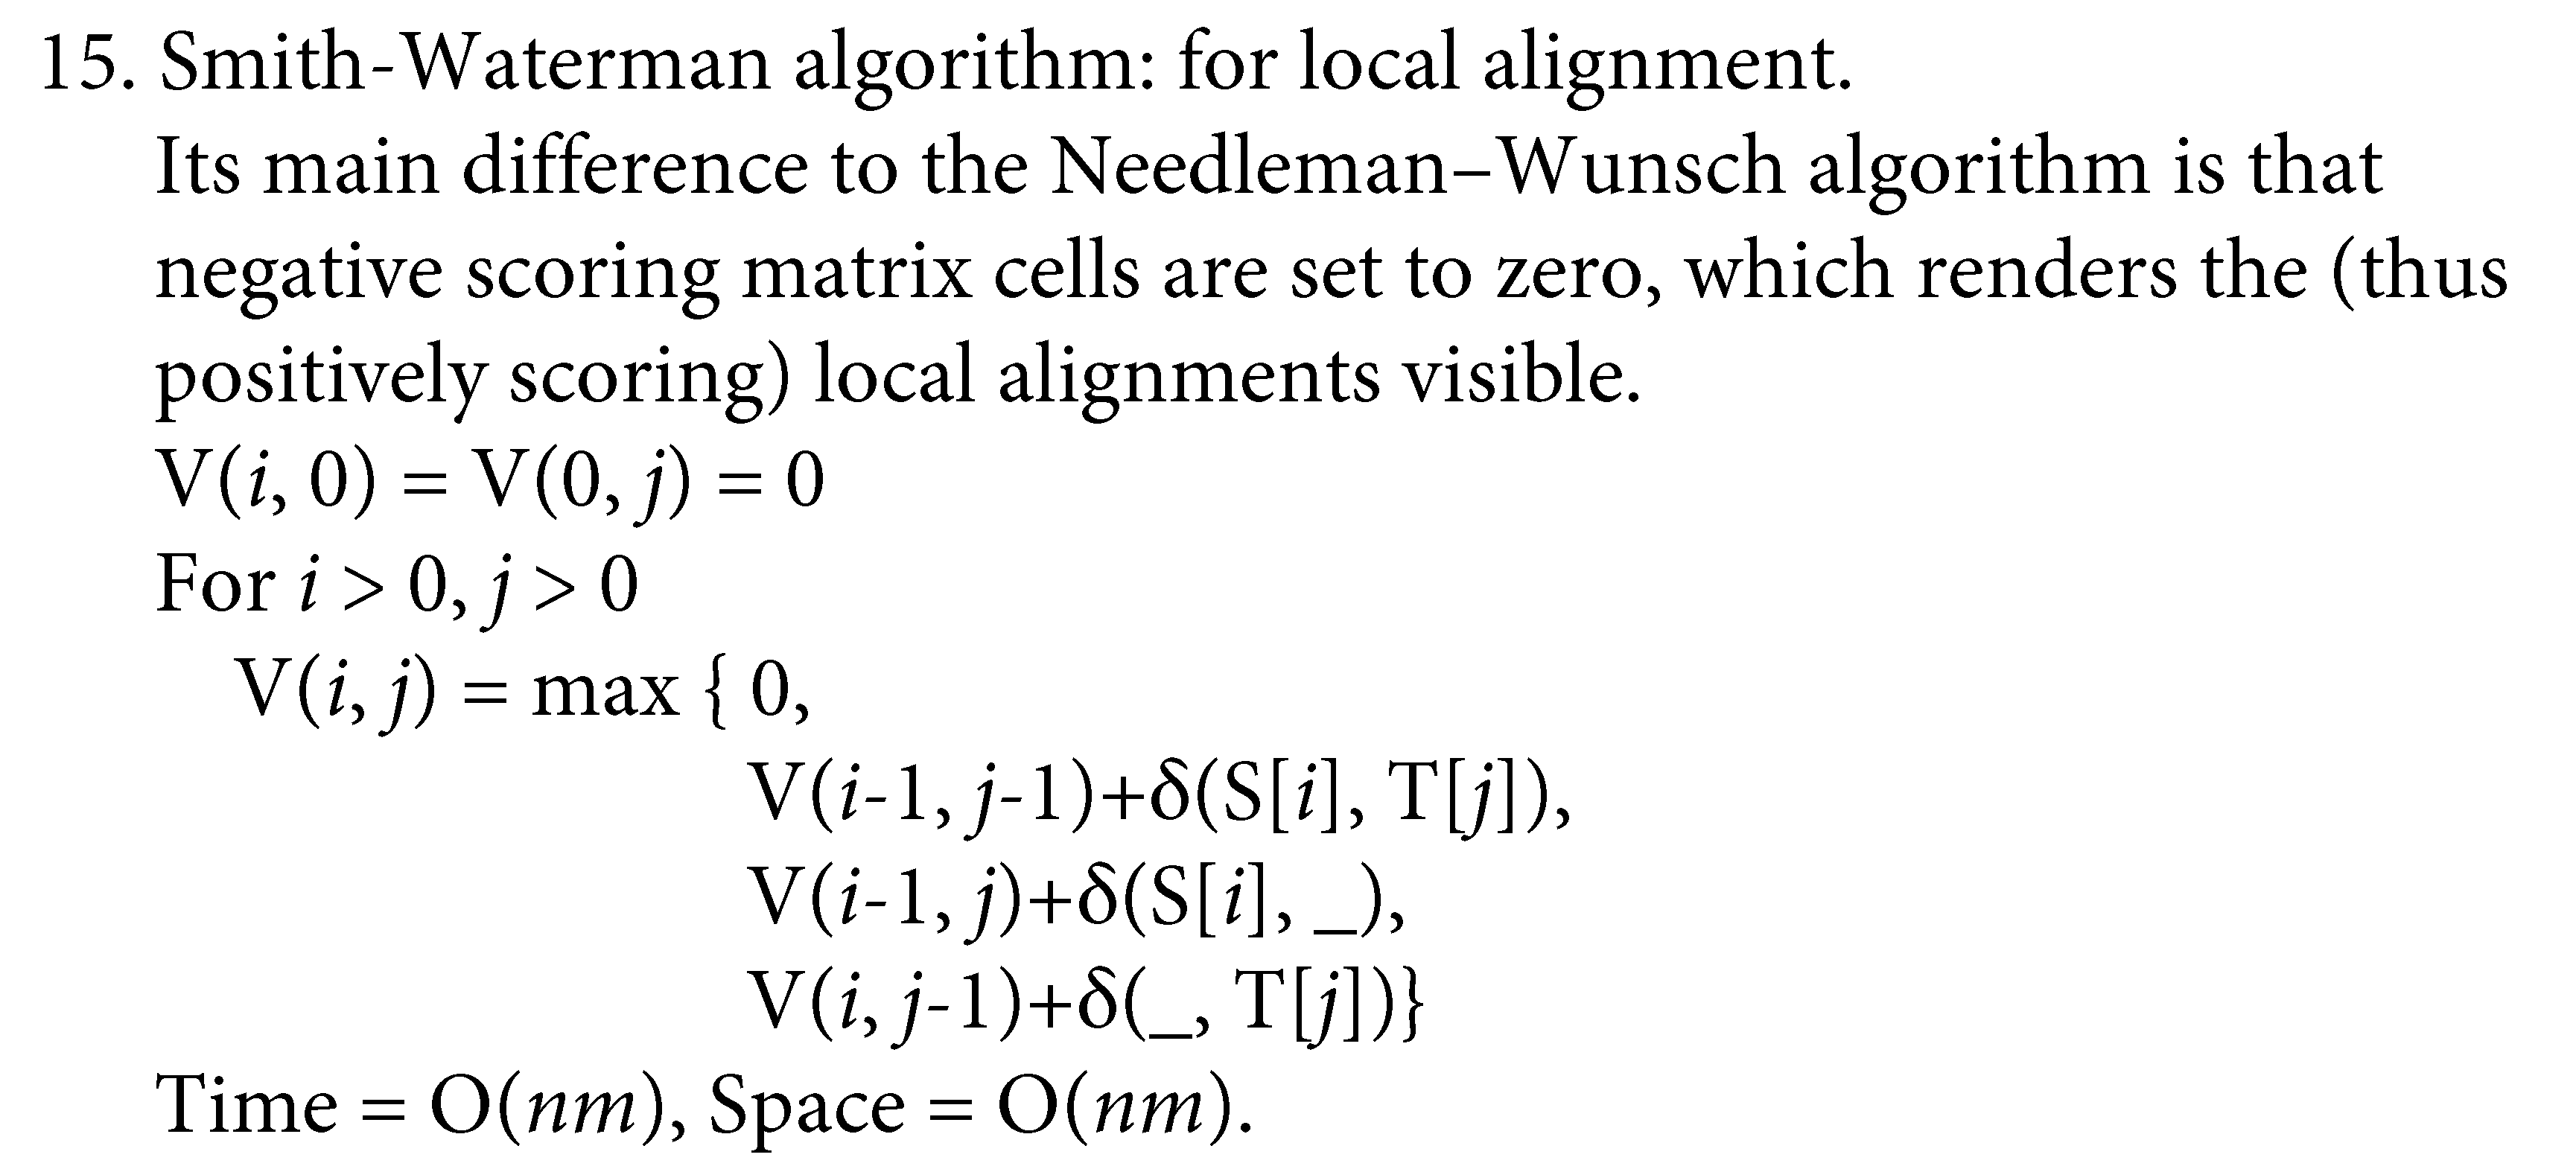 15. Smith-Waterman algorithm: for local alignment.
Its main difference to the Needleman–Wunsch algorithm is that
negative scoring matrix cells are set to zero, which renders the (thus
positively scoring) local alignments visible.
V(i, 0) = V(0, j) = 0
For i > 0, j > 0
V(i, j) = max { 0,
V(i-1, j-1)+δ(S[i], T[j]),
V(i-1, j)+δ(S[i], _),
V(i, j-1)+δ(_, T[j])}
Time = O(nm), Space = O(nm).